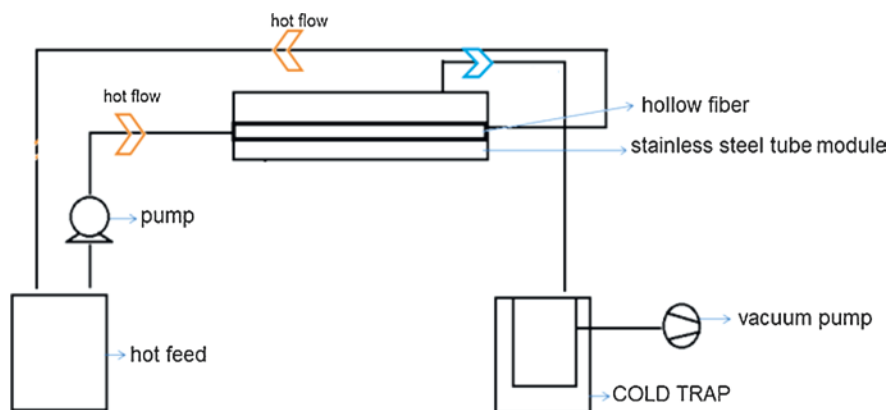 hot flow
hot flow
hollow fiber
stainless steel tube module
pump
vacuum pump
hot feed
COLD TRAP